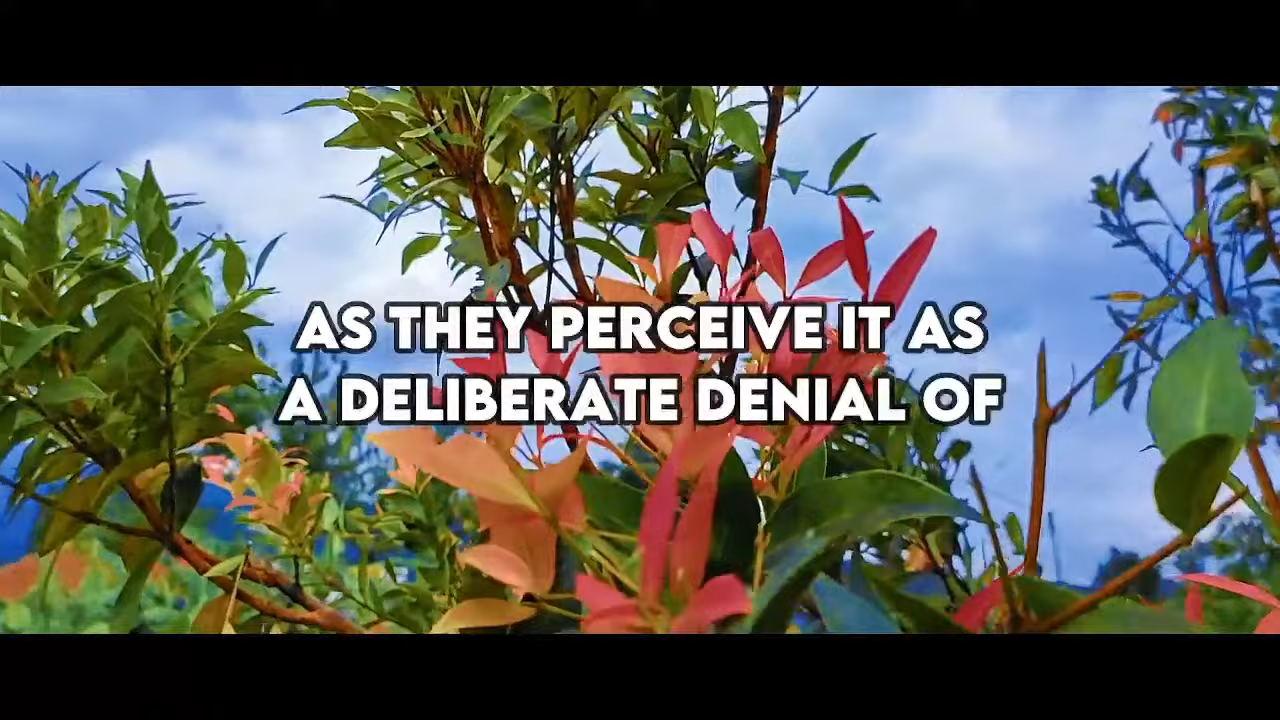 AS THEY PERCEIVE IT AS
A DELIBERATE DENIAL OF